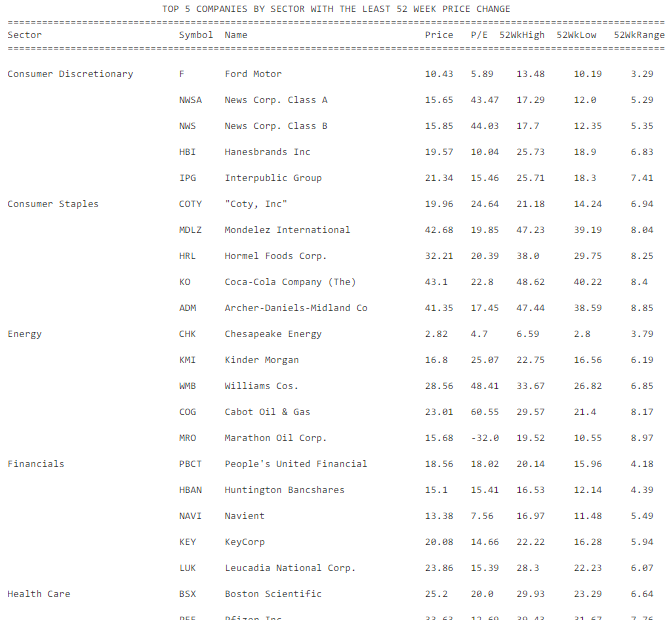 TOP 5 COMPANIES BY SECTOR WITH THE LEAST 52 WEEK PRICE CHANGE
Sector Symbol Name Price P/E 52WkHigh 52WkLow 52WkRange
Consumer Discretionary F Ford Motor 10.43 5.89 13.48 10.19 3.29
NWSA News Corp. Class A 15.65 43.47 17.29 12.0 5.29
NWS News Corp. Class B 15.85 44.03 17.7 12.35 5.35
HBI Hanesbrands Inc 19.57 10.04 25.73 18.9 6.83
IPG Interpublic Group 21.34 15.46 25.71 18.3 7.41
Consumer Staples COTY "Coty, Inc" 19.96 24.64 21.18 14.24 6.94
MDLZ Mondelez International 42.68 19.85 47.23 39.19 8.04
HRL Hormel Foods Corp. 32.21 20.39 38.0 29.75 8.25
KO Coca-Cola Company (The) 43.1 22.8 48.62 40.22 8.4
ADM Archer-Daniels-Midland Co 41.35 17.45 47.44 38.59 8.85
Energy CHK Chesapeake Energy 2.82 4.7 6.59 2.8 3.79
KMI Kinder Morgan 16.8 25.07 22.75 16.56 6.19
WMB Williams Cos. 28.56 48.41 33.67 26.82 6.85
COG Cabot Oil & Gas 23.01 60.55 29.57 21.4 8.17
MRO Marathon Oil Corp. 15.68 -32.0 19.52 10.55 8.97
Financials PBCT People's United Financial 18.56 18.02 20.14 15.96 4.18
HBAN Huntington Bancshares 15.1 15.41 16.53 12.14 4.39
NAVI Navient 13.38 7.56 16.97 11.48 5.49
KEY KeyCorp 20.08 14.66 22.22 16.28 5.94
LUK Leucadia National Corp. 23.86 15.39 28.3 22.23 6.07
Health Care BSX Boston Scientific 25.2 20.0 29.93 23.29 6.64